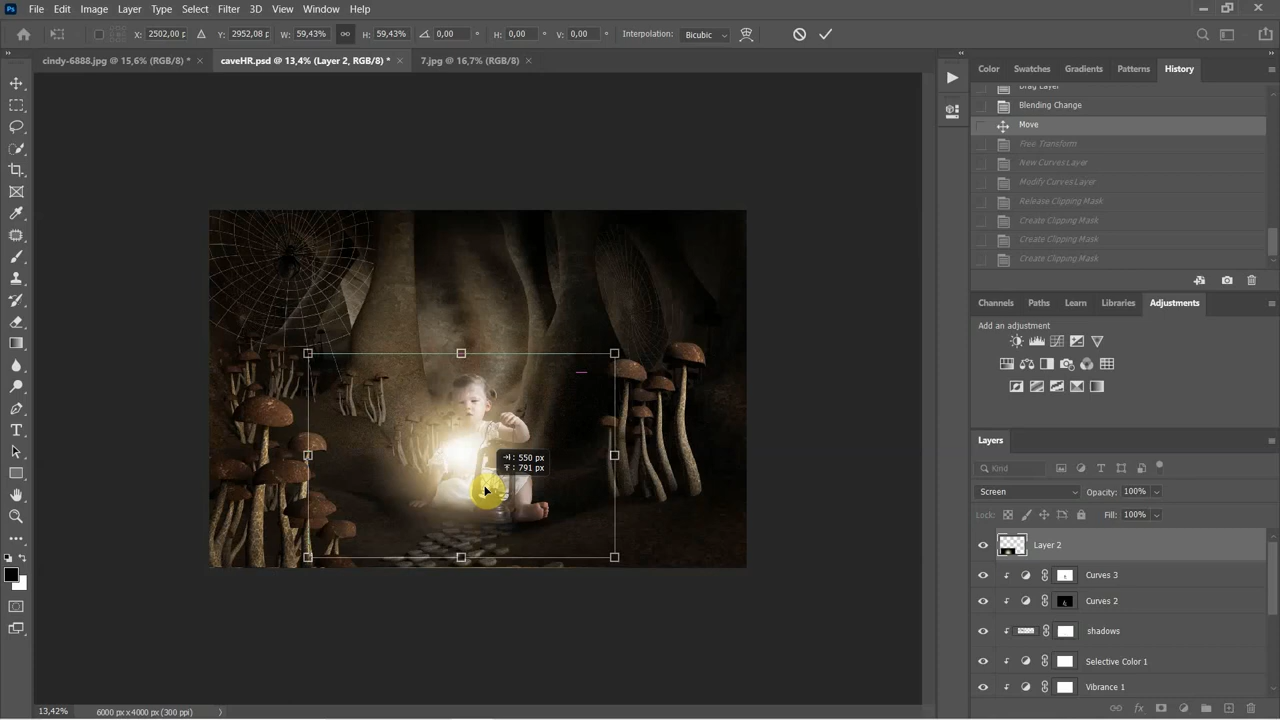 Ps File Edit Image Layer Type Select Filter 3D View Window Help
X: 2502,00 p Y: 2952,08 p W: 59,43% H: 59,43% 0,00 ° H: 0,00 ° V: 0,00 ° Interpolation: Bicubic
cindy-6888.jpg @ 15,6% (RGB/8) * × caveHR.psd @ 13,4% (Layer 2, RGB/8) * × 7.jpg @ 16,7% (RGB/8) ×
Color Swatches Gradients Patterns History
Drag Layer
Blending Change
Move
Free Transform
New Curves Layer
Modify Curves Layer
Release Clipping Mask
Create Clipping Mask
Create Clipping Mask
Create Clipping Mask
Channels Paths Learn Libraries Adjustments
Add an adjustment
Layers
Kind
Screen Opacity: 100%
Lock: Fill: 100%
Layer 2
Curves 3
Curves 2
shadows
Selective Color 1
Vibrance 1
: 550 px
: 791 px
13,42% 6000 px x 4000 px (300 ppi)